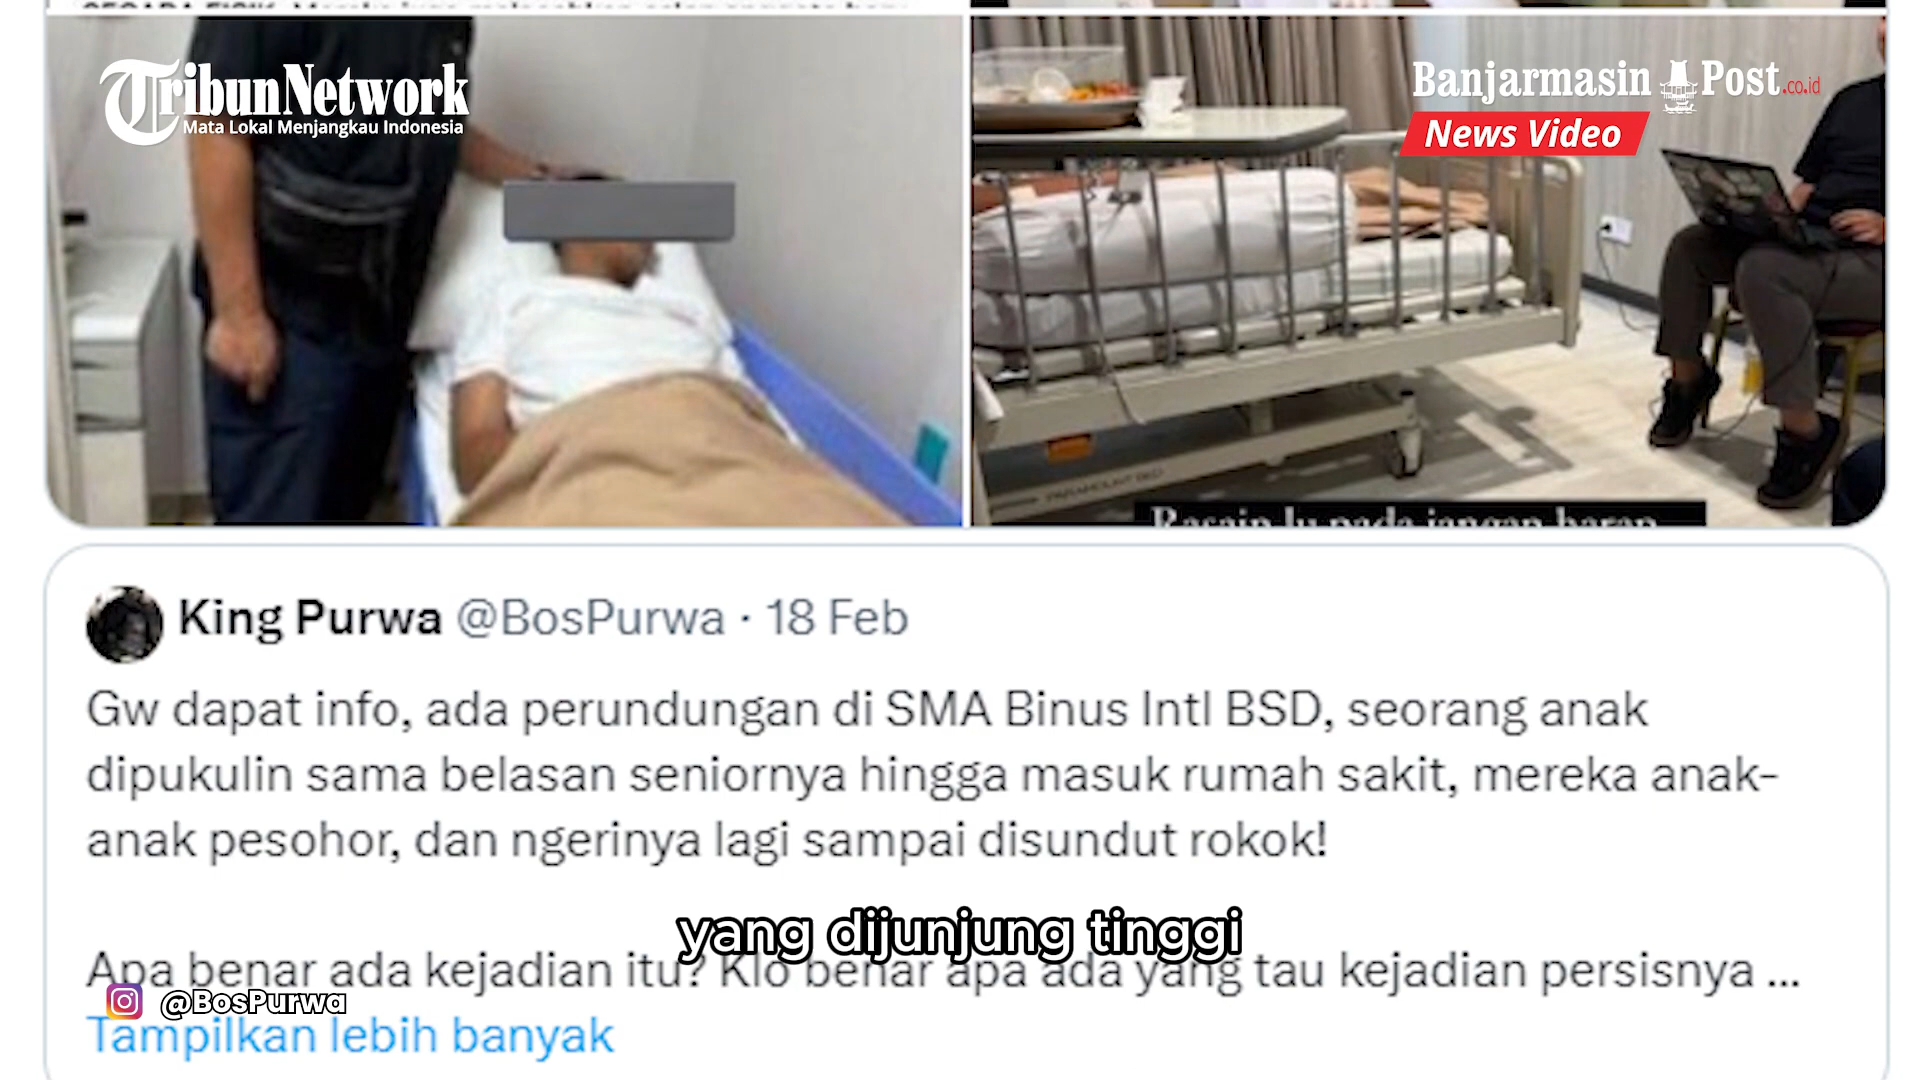 TribunNetwork
Mata Lokal Menjangkau Indonesia
Banjarmasin Post.co.id
News Video
King Purwa @BosPurwa · 18 Feb
Gw dapat info, ada perundungan di SMA Binus Intl BSD, seorang anak
dipukulin sama belasan seniornya hingga masuk rumah sakit, mereka anak-
anak pesohor, dan ngerinya lagi sampai disundut rokok!
yang dijunjung tinggi
Apa benar ada kejadian itu? Klo benar apa ada yang tau kejadian persisnya ...
@BosPurwa
Tampilkan lebih banyak